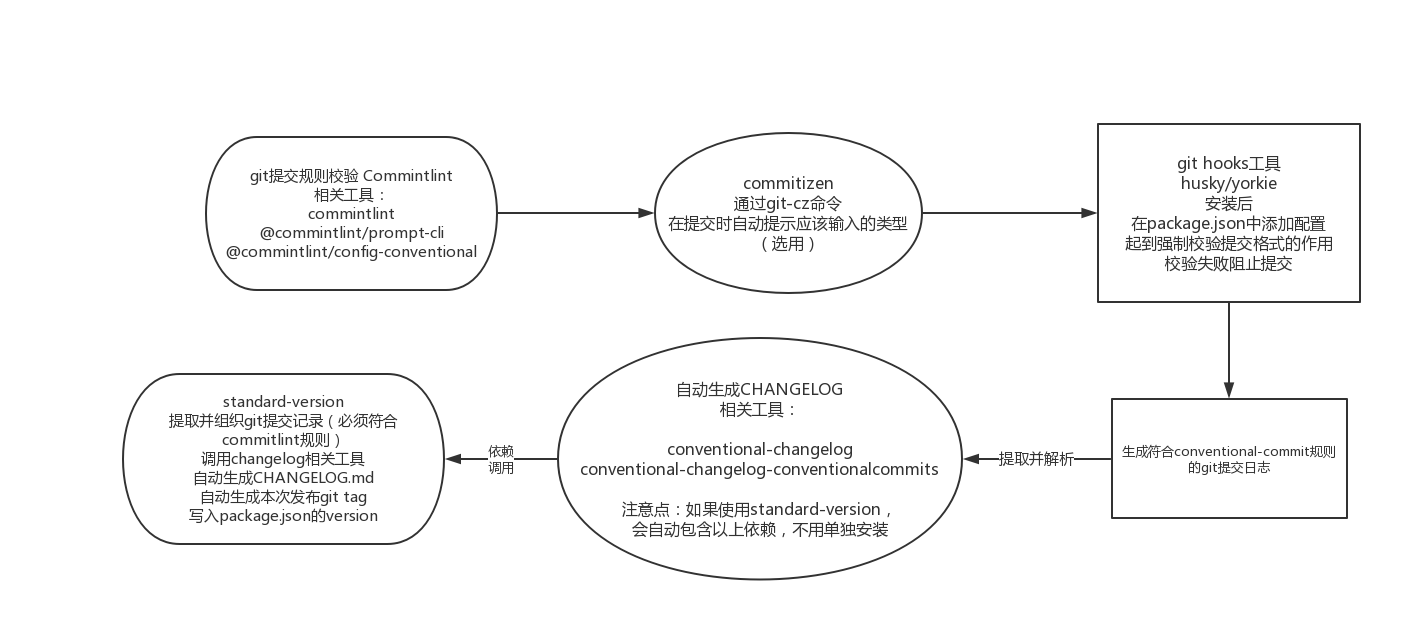 git提交规则校验 Commintlint
相关工具：
commintlint
@commintlint/prompt-cli
@commintlint/config-conventional
commitizen
通过git-cz命令
在提交时自动提示应该输入的类型
（选用）
git hooks工具
husky/yorkie
安装后
在package.json中添加配置
起到强制校验提交格式的作用
校验失败阻止提交
生成符合conventional-commit规则
的git提交日志
提取并解析
自动生成CHANGELOG
相关工具：
conventional-changelog
conventional-changelog-conventionalcommits
注意点：如果使用standard-version，
会自动包含以上依赖，不用单独安装
依赖
调用
standard-version
提取并组织git提交记录（必须符合
commitlint规则）
调用changelog相关工具
自动生成CHANGELOG.md
自动生成本次发布git tag
写入package.json的version